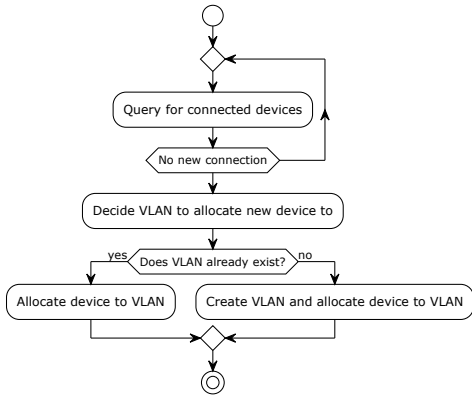 Query for connected devices
No new connection
Decide VLAN to allocate new device to
yes
Does VLAN already exist?
no
Allocate device to VLAN
Create VLAN and allocate device to VLAN